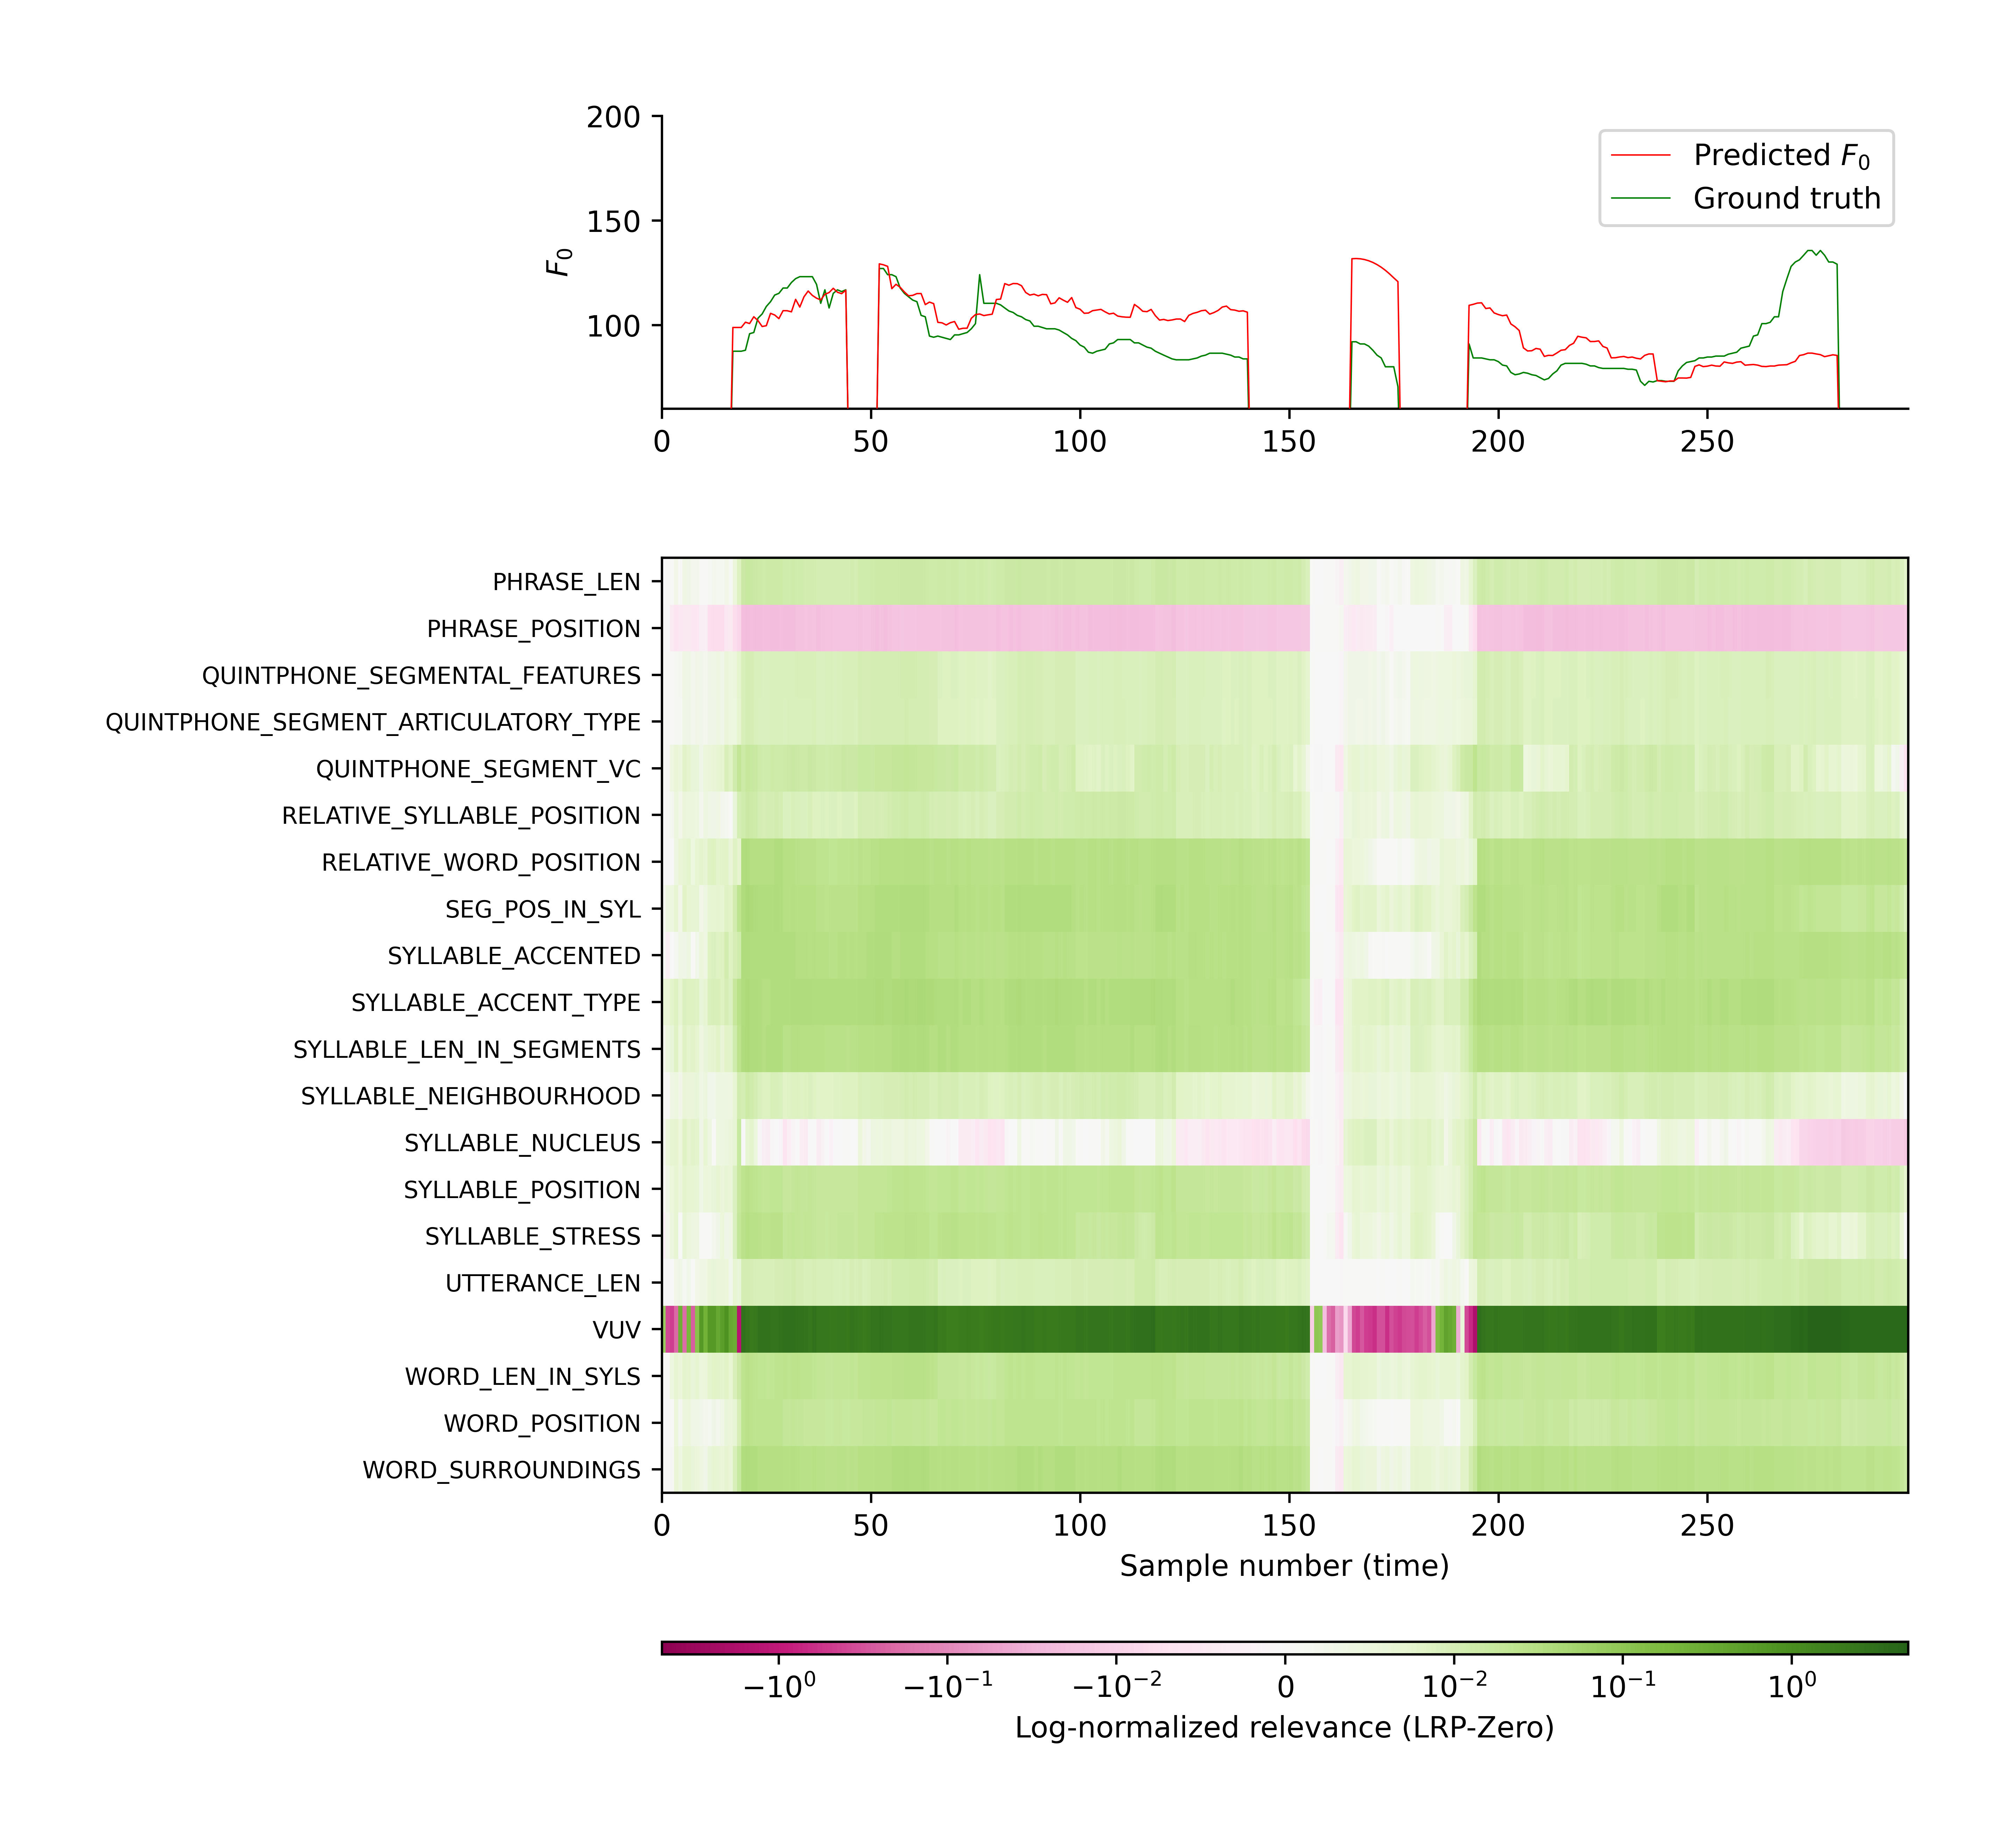 200
150
100
F0
Predicted F0
Ground truth
0 50 100 150 200 250
PHRASE_LEN
PHRASE_POSITION
QUINTPHONE_SEGMENTAL_FEATURES
QUINTPHONE_SEGMENT_ARTICULATORY_TYPE
QUINTPHONE_SEGMENT_VC
RELATIVE_SYLLABLE_POSITION
RELATIVE_WORD_POSITION
SEG_POS_IN_SYL
SYLLABLE_ACCENTED
SYLLABLE_ACCENT_TYPE
SYLLABLE_LEN_IN_SEGMENTS
SYLLABLE_NEIGHBOURHOOD
SYLLABLE_NUCLEUS
SYLLABLE_POSITION
SYLLABLE_STRESS
UTTERANCE_LEN
VUV
WORD_LEN_IN_SYLS
WORD_POSITION
WORD_SURROUNDINGS
0 50 100 150 200 250
Sample number (time)
−10⁰ −10⁻¹ −10⁻² 0 10⁻² 10⁻¹ 10⁰
Log-normalized relevance (LRP-Zero)